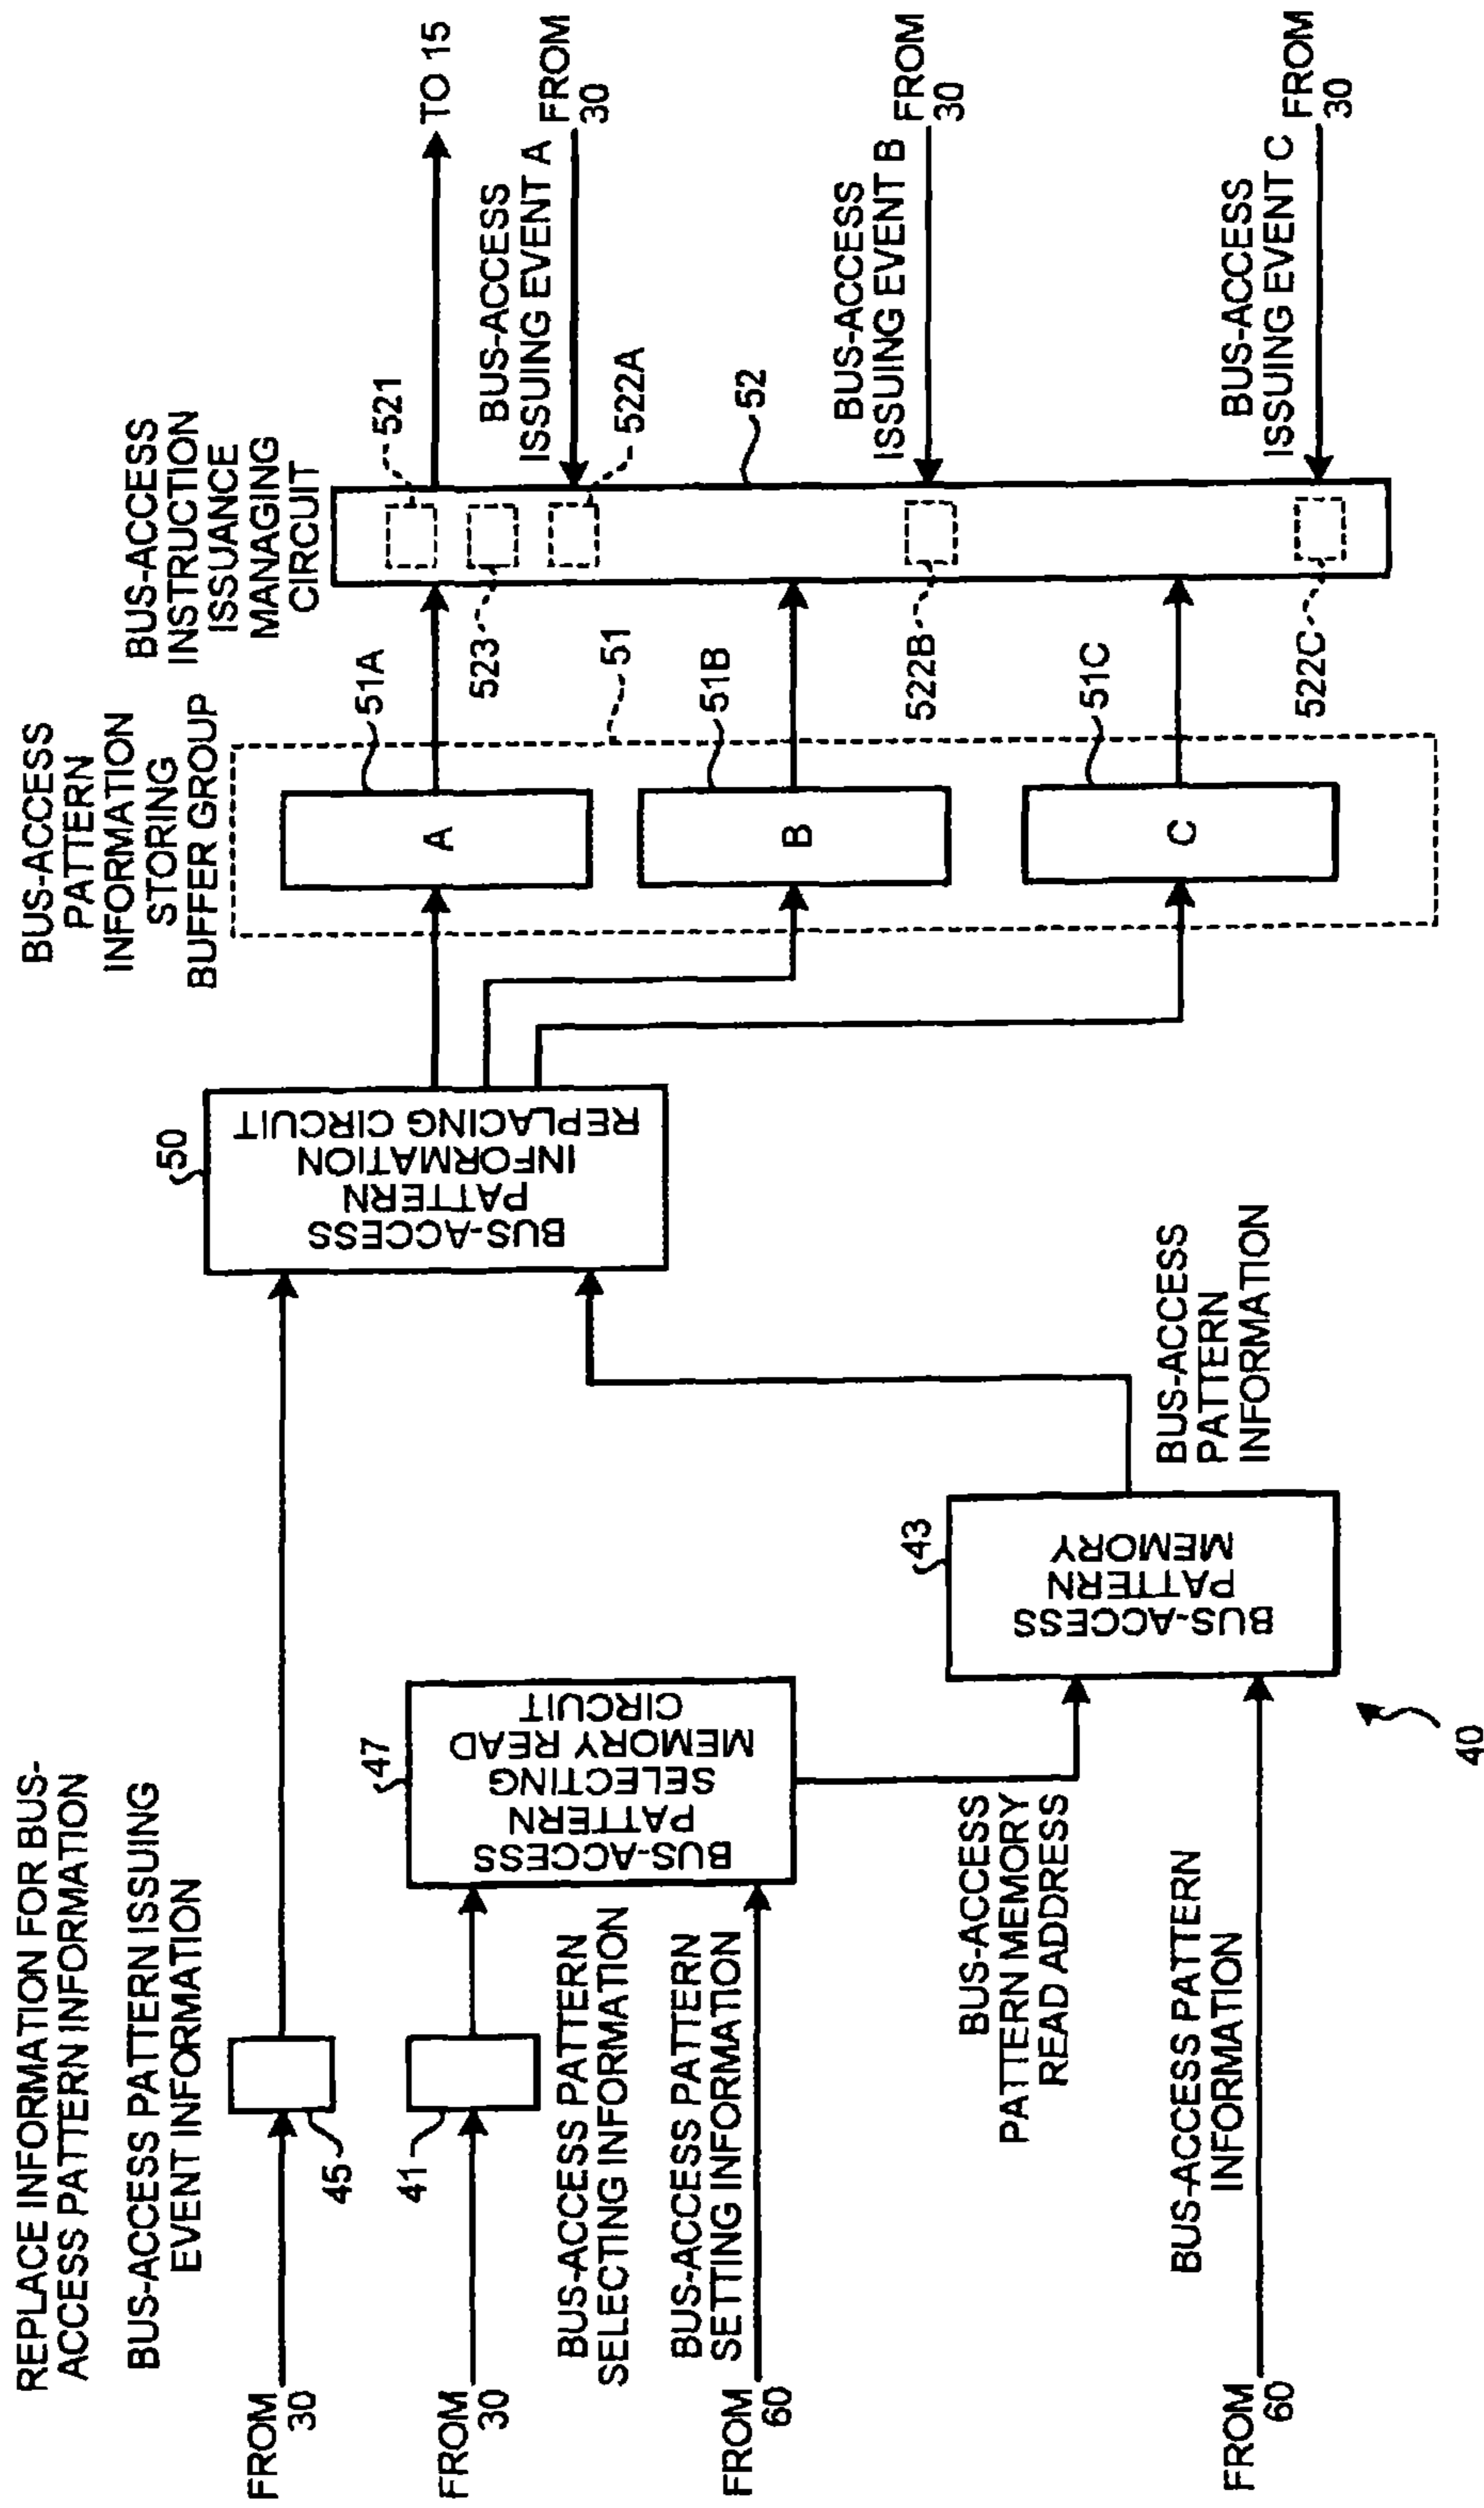 REPLACE INFORMATION FOR BUS-
ACCESS PATTERN INFORMATION
BUS-ACCESS PATTERN ISSUING
EVENT INFORMATION
FROM
30
45
FROM
30
41
BUS-ACCESS PATTERN
SELECTING INFORMATION
BUS-ACCESS PATTERN
SETTING INFORMATION
FROM
60
47
BUS-ACCESS
PATTERN
SELECTING
MEMORY READ
CIRCUIT
BUS-ACCESS
PATTERN MEMORY
READ ADDRESS
BUS-ACCESS PATTERN
INFORMATION
FROM
60
43
BUS-ACCESS
PATTERN
MEMORY
40
BUS-ACCESS
PATTERN
INFORMATION
50
BUS-ACCESS
PATTERN
INFORMATION
REPLACING CIRCUIT
BUS-ACCESS
PATTERN
INFORMATION
STORING
BUFFER GROUP
51A
A
51
51B
B
51C
C
BUS-ACCESS
INSTRUCTION
ISSUANCE
MANAGING
CIRCUIT
521
523
522A
52
522B
522C
TO 15
BUS-ACCESS
ISSUING EVENT A
FROM
30
BUS-ACCESS
ISSUING EVENT B
FROM
30
BUS-ACCESS
ISSUING EVENT C
FROM
30